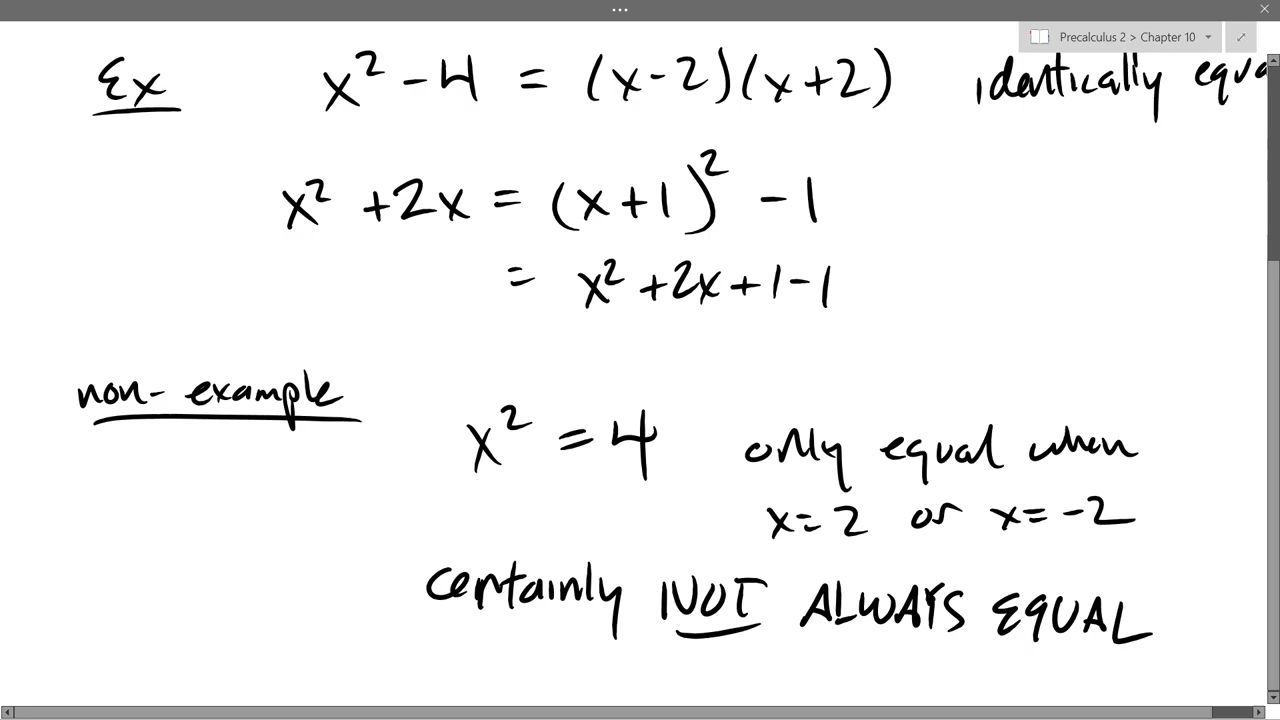 Precalculus 2 > Chapter 10
Ex x² - 4 = (x-2)(x+2) identically equa
x² + 2x = (x+1)² - 1
= x² + 2x + 1 - 1
non-example
x² = 4 only equal when
x = 2 or x = -2
certainly NOT ALWAYS EQUAL